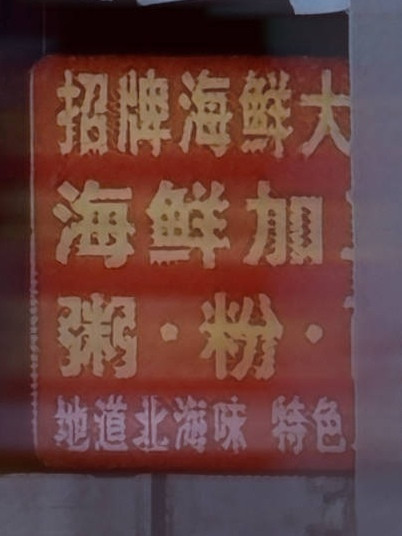 招牌海鲜大
海鲜加
粥·粉·
地道北海味 特色